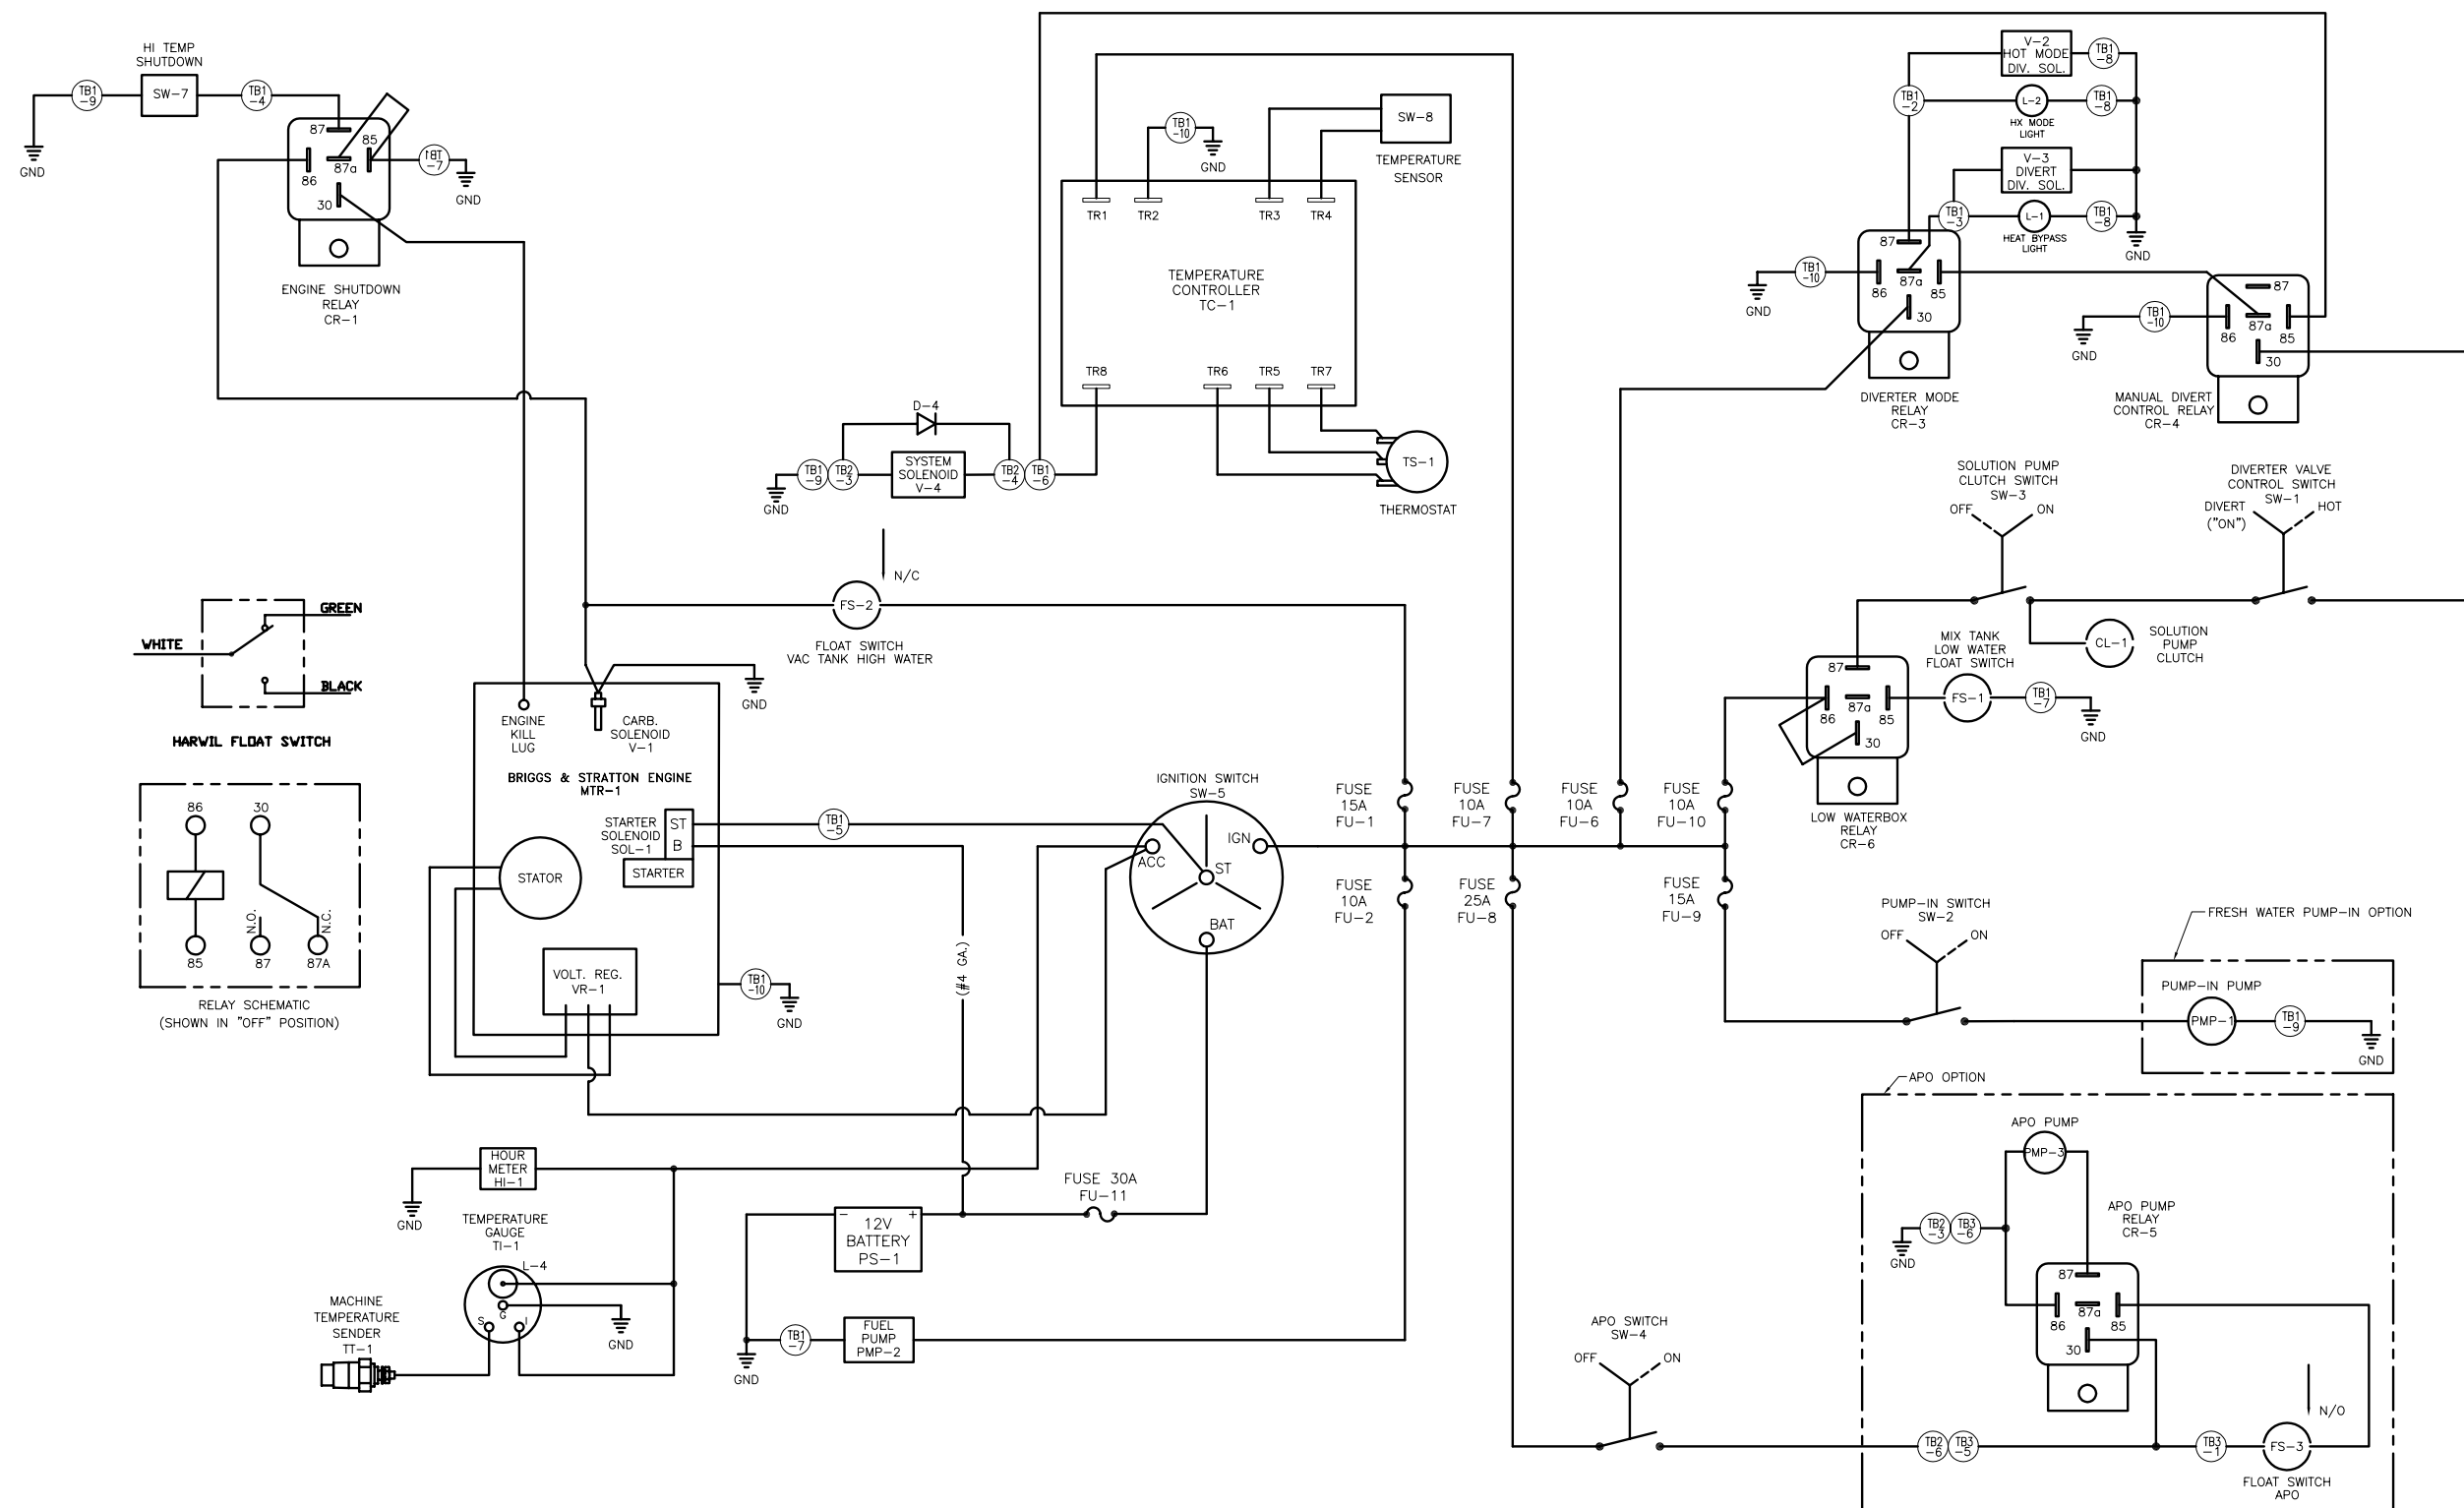 HI TEMP
SHUTDOWN
TB1
-9
SW-7
TB1
-4
GND
87
85
86
87a
30
TB1
-7
GND
ENGINE SHUTDOWN
RELAY
CR-1
TB1
-10
GND
SW-8
TEMPERATURE
SENSOR
TR1
TR2
TR3
TR4
TEMPERATURE
CONTROLLER
TC-1
TR8
TR6
TR5
TR7
D-4
GND
TB1
-9
TB2
-3
SYSTEM
SOLENOID
V-4
TB2
-4
TB1
-6
TS-1
THERMOSTAT
V-2
HOT MODE
DIV. SOL.
TB1
-8
TB1
-2
L-2
TB1
-8
HX MODE
LIGHT
V-3
DIVERT
DIV. SOL.
TB1
-3
L-1
TB1
-8
HEAT BYPASS
LIGHT
GND
TB1
-10
GND
87
86
87a
85
30
DIVERTER MODE
RELAY
CR-3
TB1
-10
GND
87
86
87a
85
30
MANUAL DIVERT
CONTROL RELAY
CR-4
SOLUTION PUMP
CLUTCH SWITCH
SW-3
OFF
ON
DIVERTER VALVE
CONTROL SWITCH
SW-1
DIVERT
("ON")
HOT
N/C
FS-2
FLOAT SWITCH
VAC TANK HIGH WATER
GREEN
WHITE
BLACK
HARWIL FLOAT SWITCH
CL-1
SOLUTION
PUMP
CLUTCH
MIX TANK
LOW WATER
FLOAT SWITCH
FS-1
TB1
-7
GND
87
86
87a
85
30
LOW WATERBOX
RELAY
CR-6
GND
ENGINE
KILL
LUG
CARB.
SOLENOID
V-1
BRIGGS & STRATTON ENGINE
MTR-1
STARTER
SOLENOID
SOL-1
ST
B
STARTER
STATOR
VOLT. REG.
VR-1
TB1
-5
TB1
-10
GND
86
30
N.O.
N.C.
85
87
87A
RELAY SCHEMATIC
(SHOWN IN "OFF" POSITION)
IGNITION SWITCH
SW-5
ACC
IGN
ST
BAT
(#4 GA.)
FUSE
15A
FU-1
FUSE
10A
FU-7
FUSE
10A
FU-6
FUSE
10A
FU-10
FUSE
10A
FU-2
FUSE
25A
FU-8
FUSE
15A
FU-9
PUMP-IN SWITCH
SW-2
OFF
ON
FRESH WATER PUMP-IN OPTION
PUMP-IN PUMP
PMP-1
TB1
-9
GND
HOUR
METER
HI-1
GND
TEMPERATURE
GAUGE
TI-1
L-4
G
S
I
GND
MACHINE
TEMPERATURE
SENDER
TT-1
FUSE 30A
FU-11
-
+
12V
BATTERY
PS-1
TB1
-7
GND
FUEL
PUMP
PMP-2
APO SWITCH
SW-4
OFF
ON
APO OPTION
APO PUMP
PMP-3
TB2
-3
TB3
-6
GND
APO PUMP
RELAY
CR-5
87
86
87a
85
30
N/O
TB2
-6
TB3
-5
TB3
-1
FS-3
FLOAT SWITCH
APO